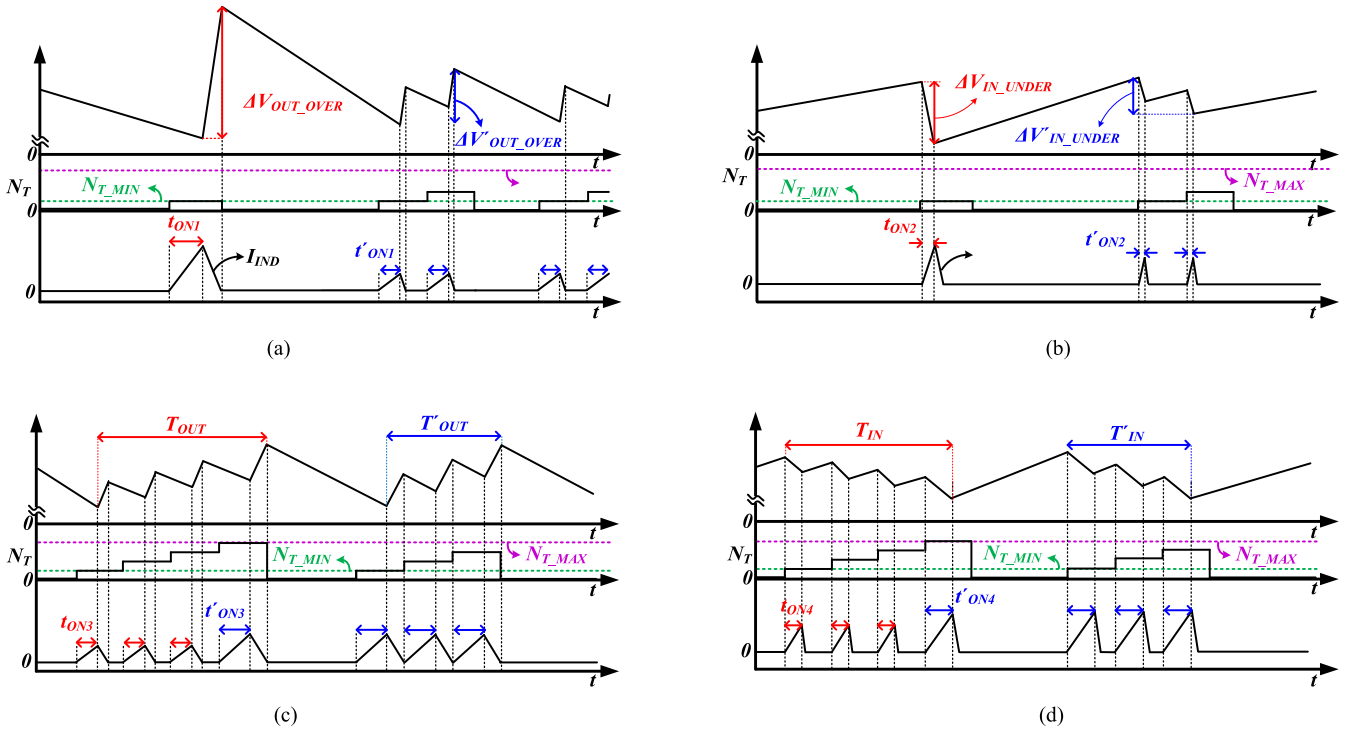 ΔV_OUT_OVER
ΔV′_OUT_OVER
0
t
N_T
N_T_MIN
0
t_ON1
I_IND
t′_ON1
0
t
(a)
ΔV_IN_UNDER
ΔV′_IN_UNDER
0
t
N_T
N_T_MIN
N_T_MAX
0
t_ON2
t′_ON2
0
t
(b)
T_OUT
T′_OUT
0
t
N_T
N_T_MIN
N_T_MAX
0
t_ON3
t′_ON3
0
t
(c)
T_IN
T′_IN
0
t
N_T
N_T_MIN
N_T_MAX
0
t_ON4
t′_ON4
0
t
(d)